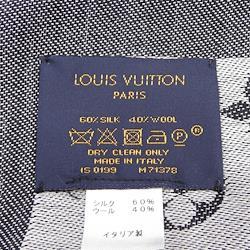 LOUIS VUITTON
PARIS
60% SILK 40% WOOL
DRY CLEAN ONLY
MADE IN ITALY
IS 0199 M71378
シルク 60%
ウール 40%
イタリア製